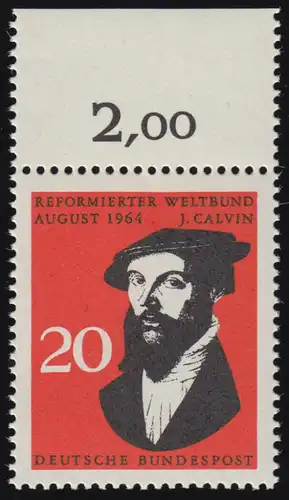 2,00
REFORMIERTER WELTBUND
AUGUST 1964 J. CALVIN
20
DEUTSCHE BUNDESPOST